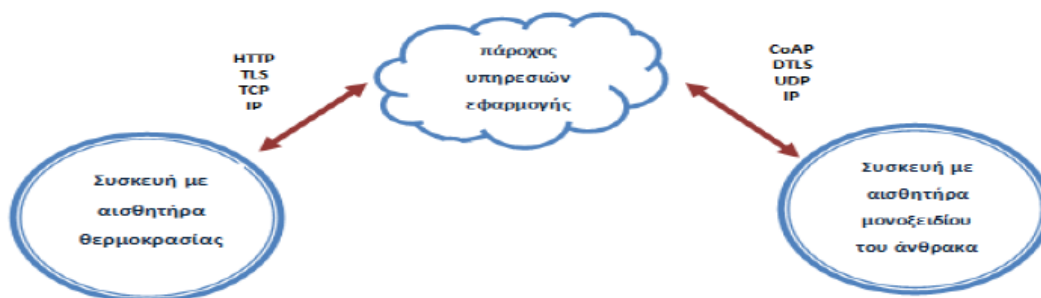 HTTP
TLS
TCP
IP
πάροχος
υπηρεσιών
εφαρμογής
CoAP
DTLS
UDP
IP
Συσκευή με
αισθητήρα
θερμοκρασίας
Συσκευή με
αισθητήρα
μονοξειδίου
του άνθρακα